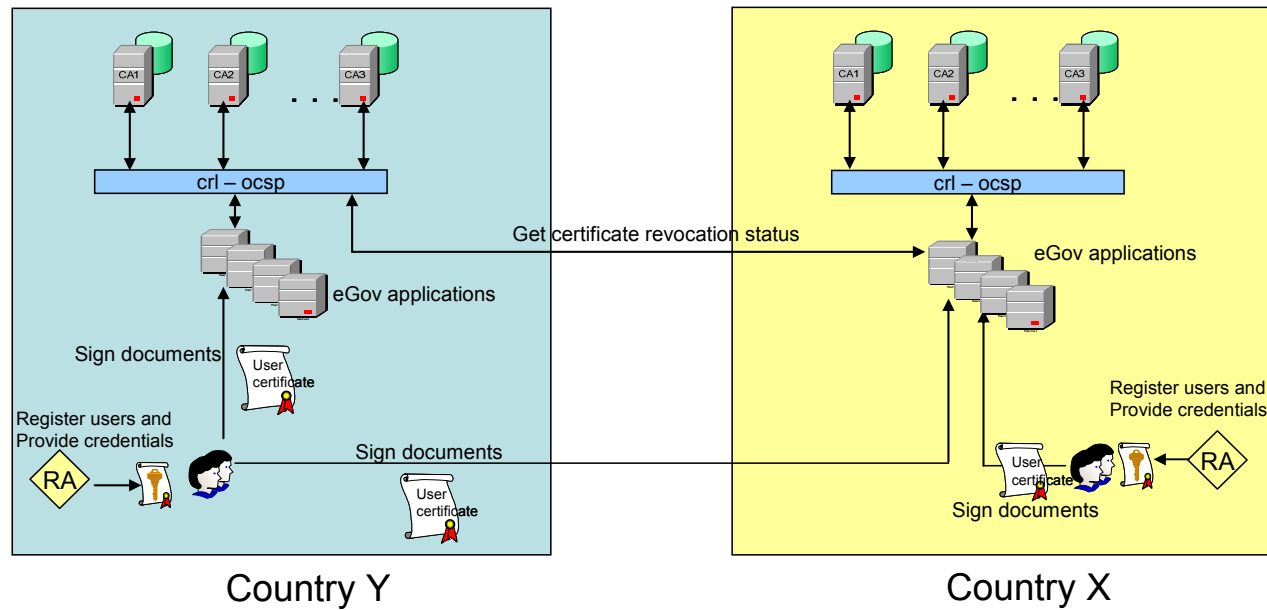 CA1
CA2
CA3
. . .
crl – ocsp
eGov applications
Sign documents
User
certificate
Register users and
Provide credentials
RA
Sign documents
User
certificate
Country Y
Get certificate revocation status
CA1
CA2
CA3
. . .
crl – ocsp
eGov applications
Register users and
Provide credentials
RA
User
certificate
Sign documents
Country X